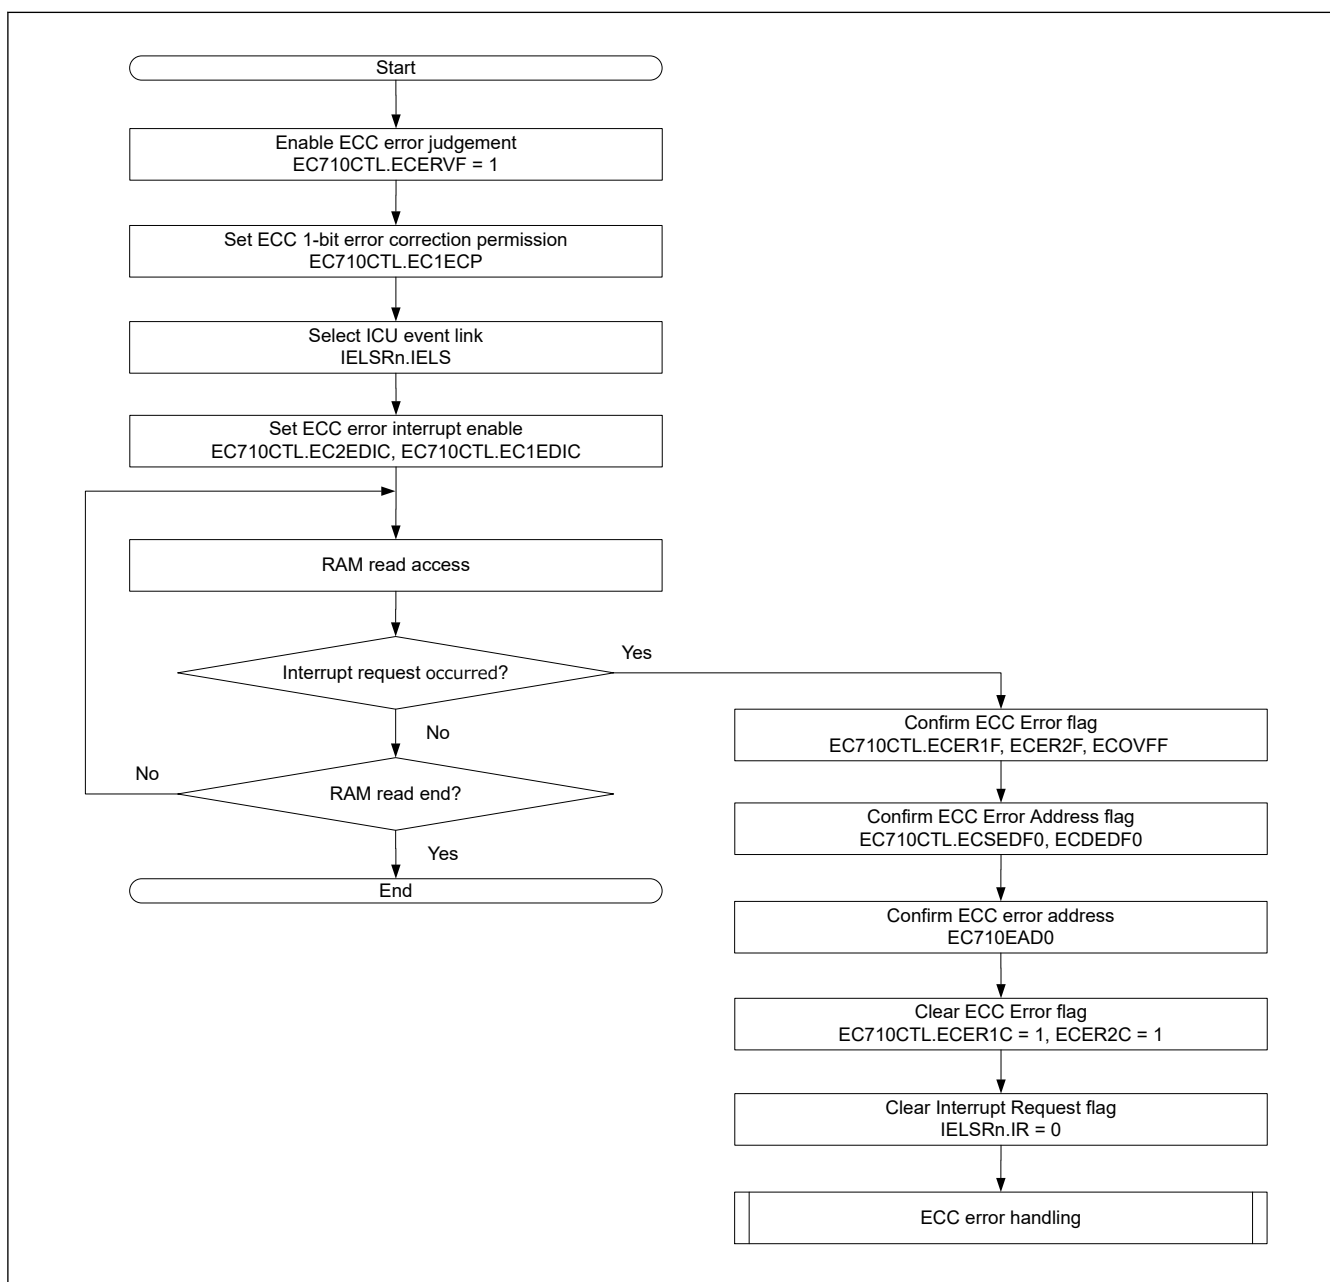 Start
Enable ECC error judgement
EC710CTL.ECERVF = 1
Set ECC 1-bit error correction permission
EC710CTL.EC1ECP
Select ICU event link
IELSRn.IELS
Set ECC error interrupt enable
EC710CTL.EC2EDIC, EC710CTL.EC1EDIC
RAM read access
Interrupt request occurred?
Yes
No
RAM read end?
No
Yes
End
Confirm ECC Error flag
EC710CTL.ECER1F, ECER2F, ECOVFF
Confirm ECC Error Address flag
EC710CTL.ECSEDF0, ECDEDF0
Confirm ECC error address
EC710EAD0
Clear ECC Error flag
EC710CTL.ECER1C = 1, ECER2C = 1
Clear Interrupt Request flag
IELSRn.IR = 0
ECC error handling